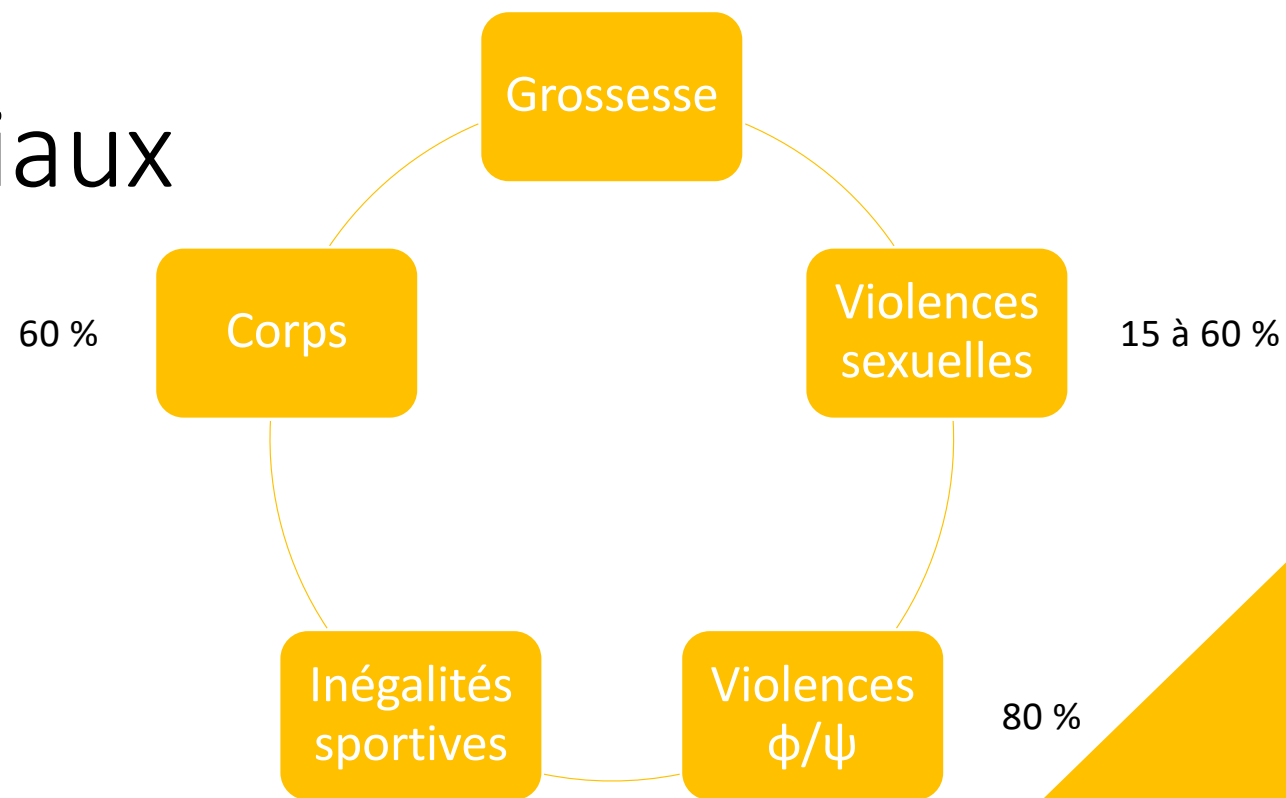 iaux
Grossesse
60 %
Corps
Violences
sexuelles
15 à 60 %
Inégalités
sportives
Violences
ϕ/ψ
80 %